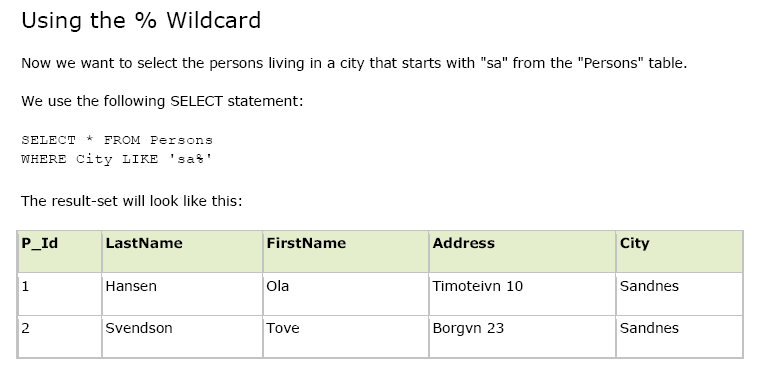 Using the % Wildcard
Now we want to select the persons living in a city that starts with "sa" from the "Persons" table.
We use the following SELECT statement:
SELECT * FROM Persons
WHERE City LIKE 'sa%'
The result-set will look like this:
P_Id LastName FirstName Address City
1 Hansen Ola Timoteivn 10 Sandnes
2 Svendson Tove Borgvn 23 Sandnes